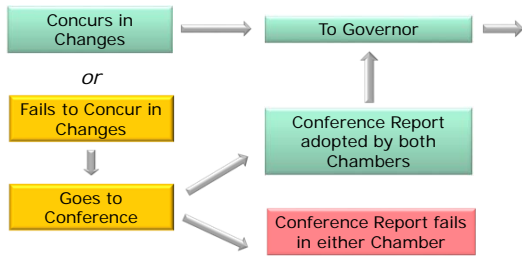 Concurs in
Changes
To Governor
or
Fails to Concur in
Changes
Conference Report
adopted by both
Chambers
Goes to
Conference
Conference Report fails
in either Chamber